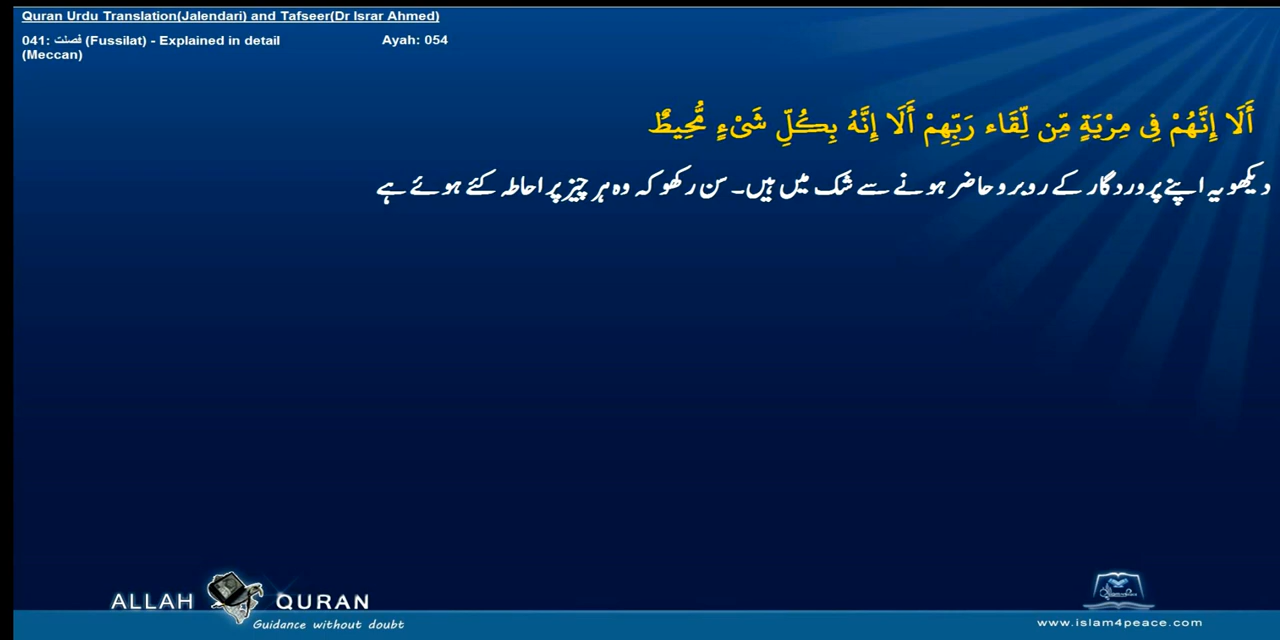 Quran Urdu Translation(Jalendari) and Tafseer(Dr Israr Ahmed)
041: فصلت (Fussilat) - Explained in detail
(Meccan)
Ayah: 054
أَلَا إِنَّهُمْ فِي مِرْيَةٍ مِّن لِّقَاء رَبِّهِمْ أَلَا إِنَّهُ بِكُلِّ شَيْءٍ مُّحِيطٌ
دیکھو یہ اپنے پروردگار کے روبرو حاضر ہونے سے شک میں ہیں۔ سن رکھو کہ وہ ہر چیز پر احاطہ کئے ہوئے ہے
ALLAH QURAN
Guidance without doubt
www.islam4peace.com